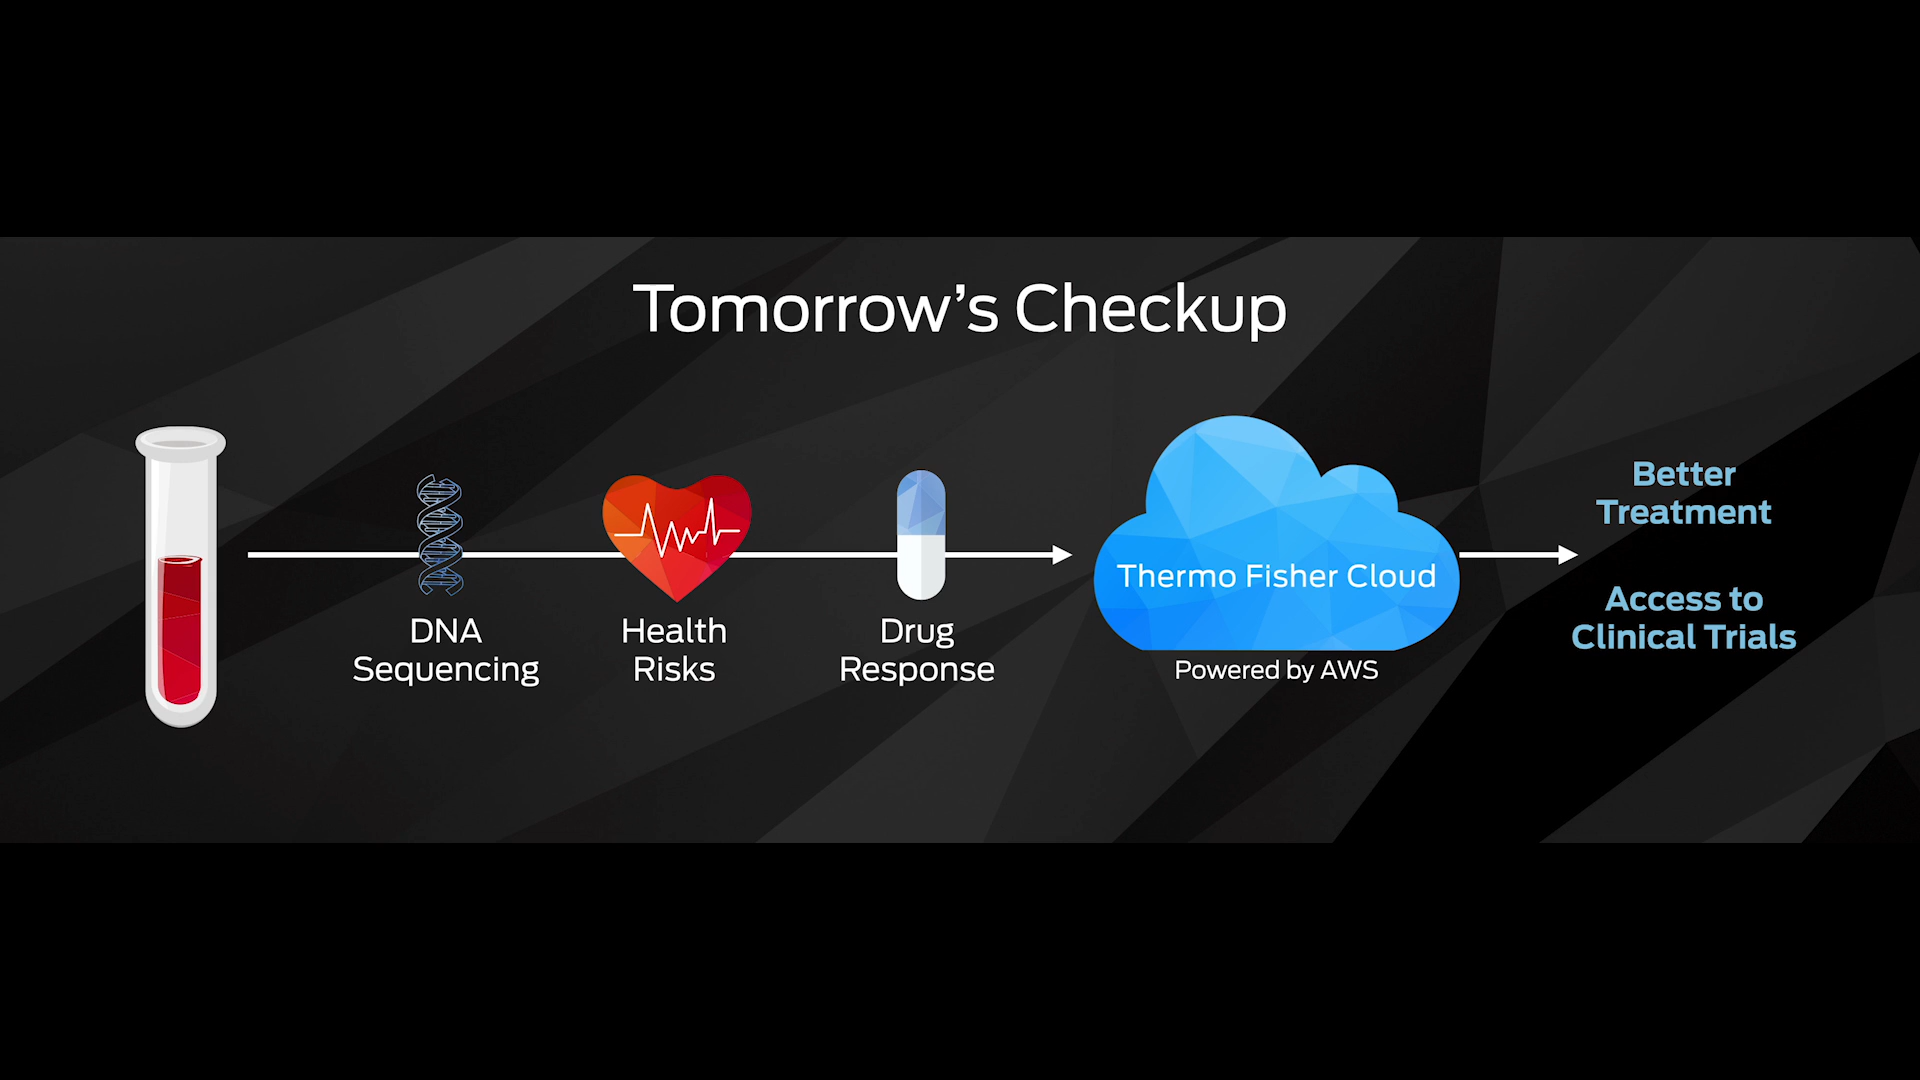 Tomorrow’s Checkup
DNA
Sequencing
Health
Risks
Drug
Response
Thermo Fisher Cloud
Powered by AWS
Better
Treatment
Access to
Clinical Trials